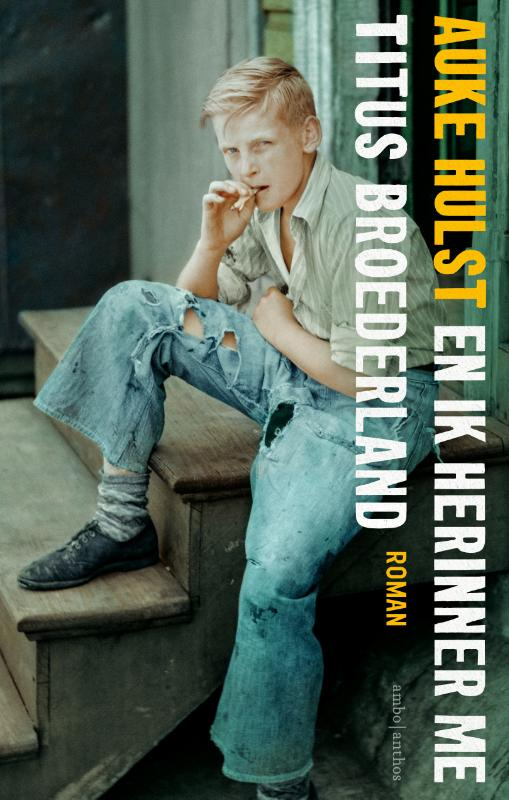 AUKE HULST EN IK HERINNER ME
TITUS BROEDERLAND
ROMAN
ambo|anthos